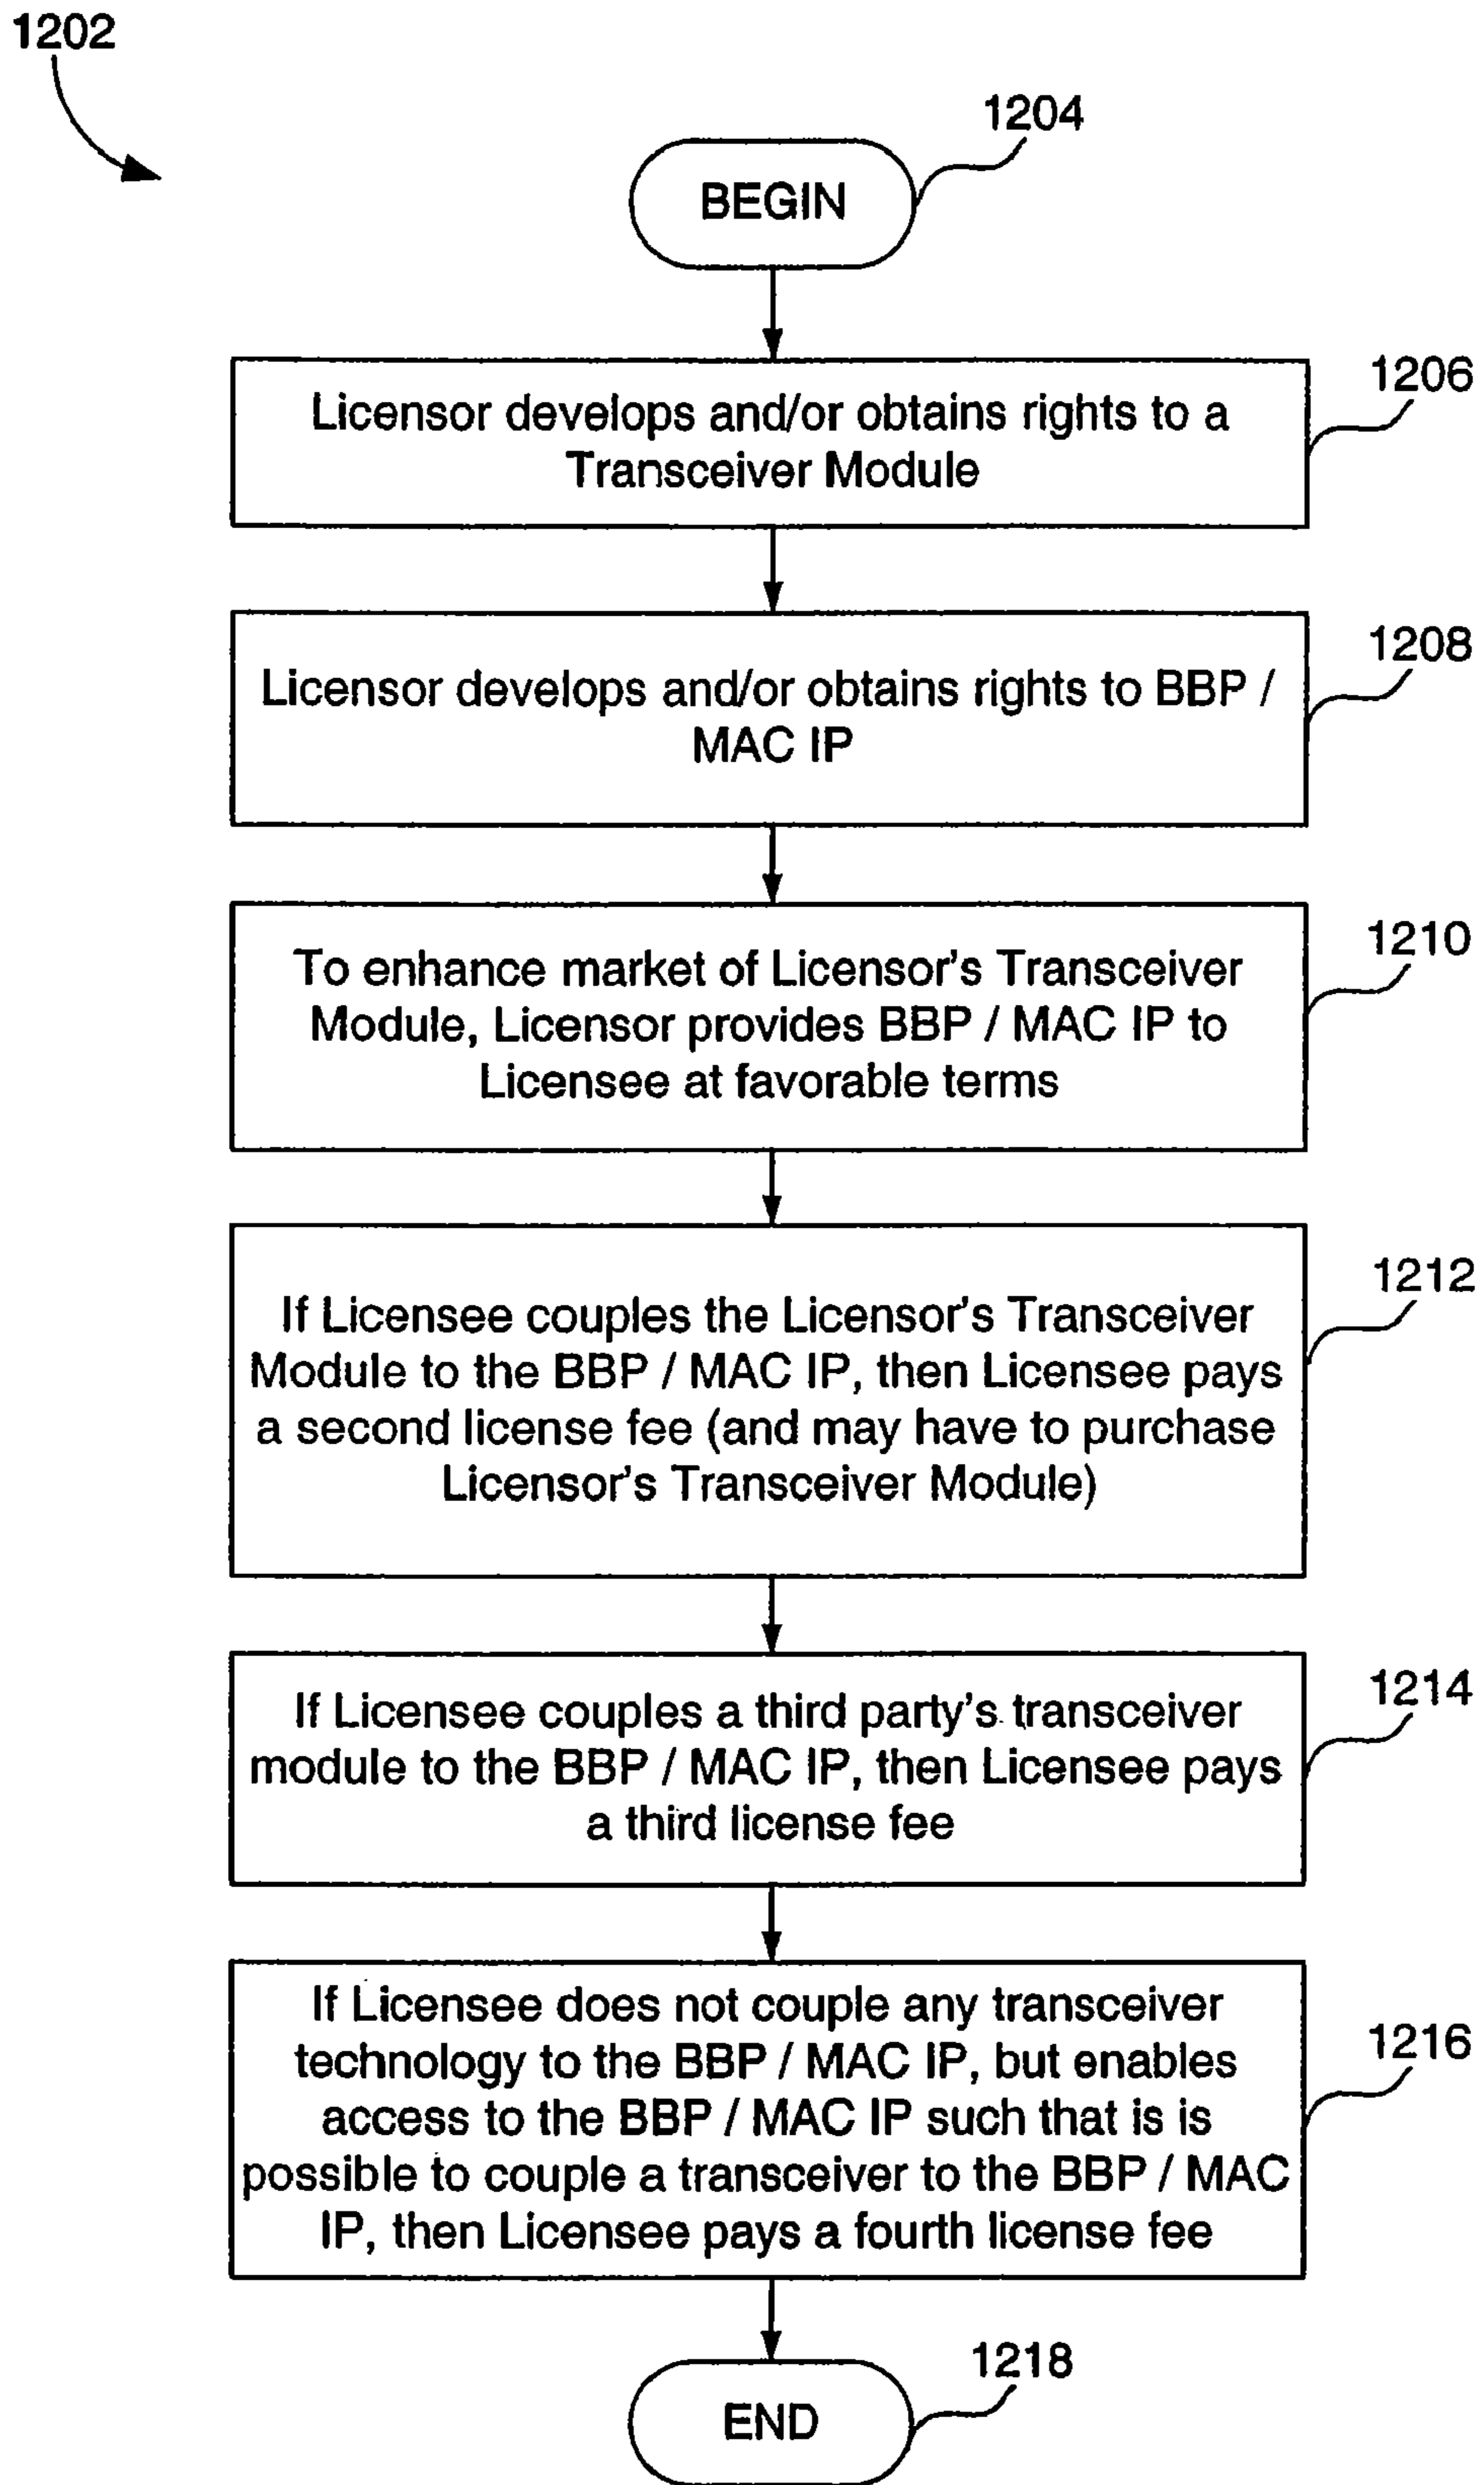 1202
1204
BEGIN
1206
Licensor develops and/or obtains rights to a
Transceiver Module
1208
Licensor develops and/or obtains rights to BBP /
MAC IP
1210
To enhance market of Licensor's Transceiver
Module, Licensor provides BBP / MAC IP to
Licensee at favorable terms
1212
If Licensee couples the Licensor's Transceiver
Module to the BBP / MAC IP, then Licensee pays
a second license fee (and may have to purchase
Licensor's Transceiver Module)
1214
If Licensee couples a third party's transceiver
module to the BBP / MAC IP, then Licensee pays
a third license fee
1216
If Licensee does not couple any transceiver
technology to the BBP / MAC IP, but enables
access to the BBP / MAC IP such that is is
possible to couple a transceiver to the BBP / MAC
IP, then Licensee pays a fourth license fee
1218
END